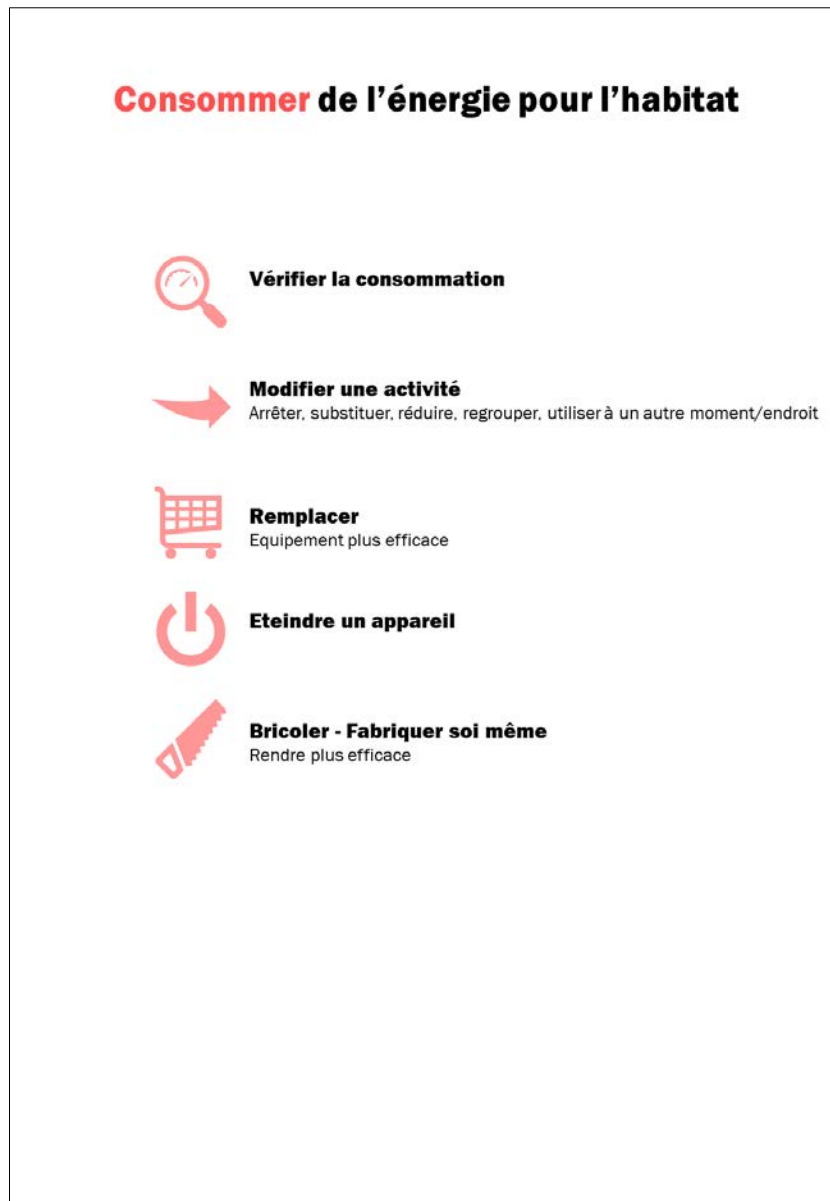 Consommer de l’énergie pour l’habitat
Vérifier la consommation
Modifier une activité
Arrêter, substituer, réduire, regrouper, utiliser à un autre moment/endroit
Remplacer
Equipement plus efficace
Eteindre un appareil
Bricoler - Fabriquer soi même
Rendre plus efficace